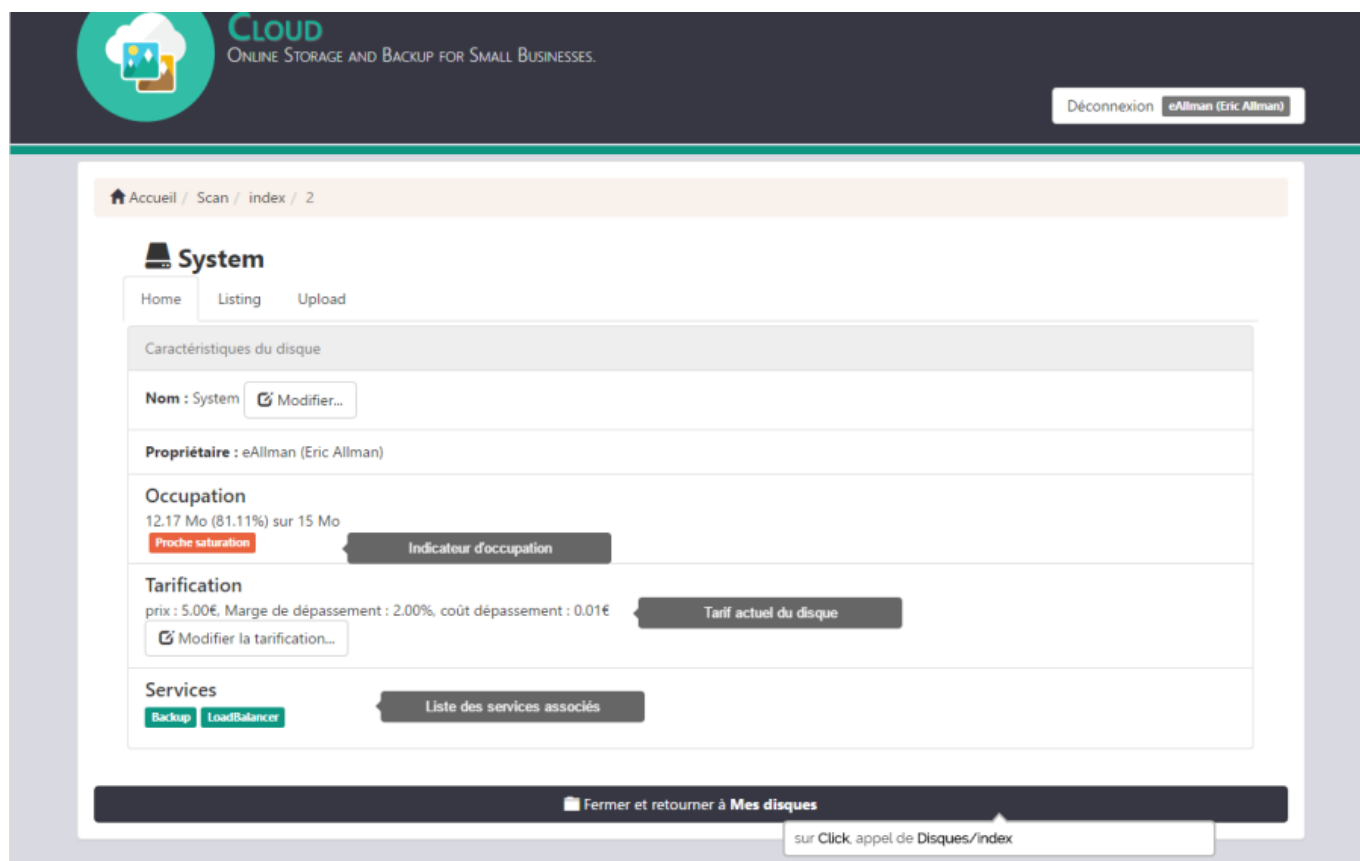 CLOUD
ONLINE STORAGE AND BACKUP FOR SMALL BUSINESSES.
Déconnexion eAllman (Eric Allman)
Accueil / Scan / index / 2
System
Home Listing Upload
Caractéristiques du disque
Nom : System Modifier...
Propriétaire : eAllman (Eric Allman)
Occupation
12.17 Mo (81.11%) sur 15 Mo
Proche saturation Indicateur d'occupation
Tarification
prix : 5.00€, Marge de dépassement : 2.00%, coût dépassement : 0.01€ Tarif actuel du disque
Modifier la tarification...
Services
Backup LoadBalancer Liste des services associés
Fermer et retourner à Mes disques
sur Click, appel de Disques/index